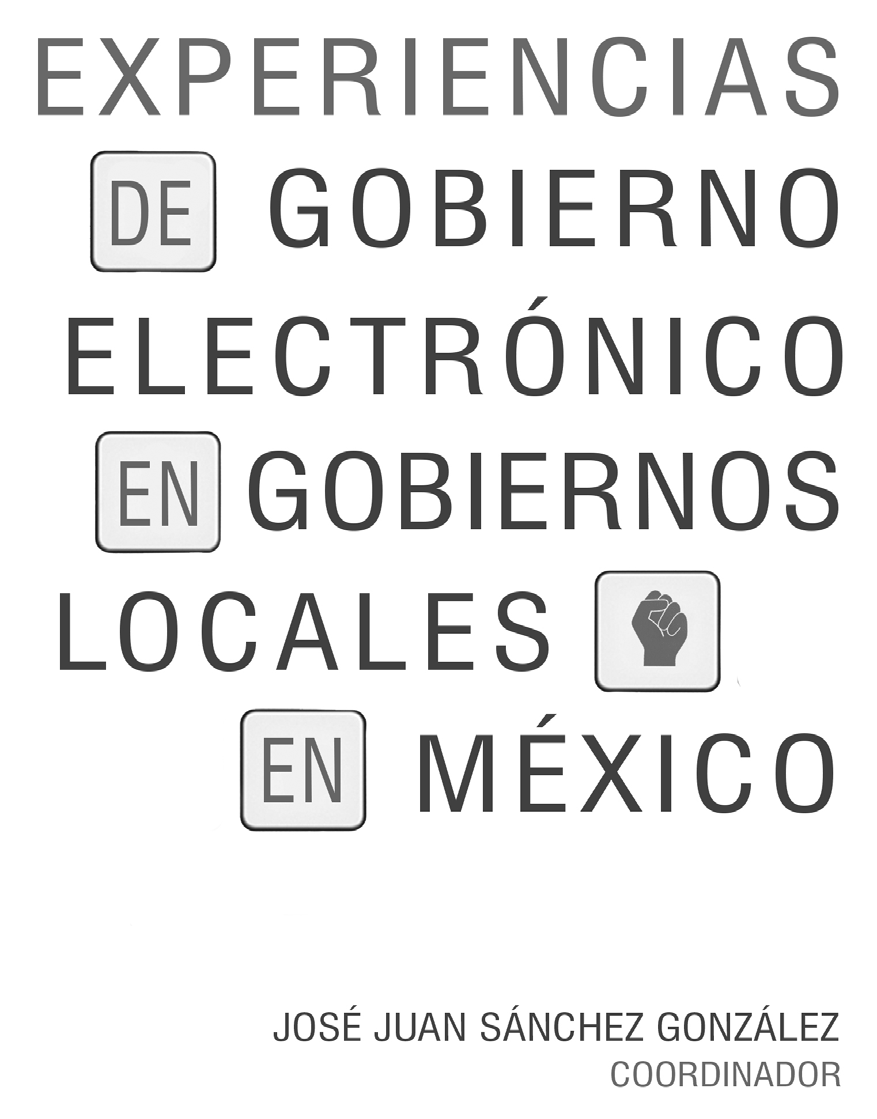 EXPERIENCIAS
DE GOBIERNO
ELECTRÓNICO
EN GOBIERNOS
LOCALES
EN MÉXICO
JOSÉ JUAN SÁNCHEZ GONZÁLEZ
COORDINADOR